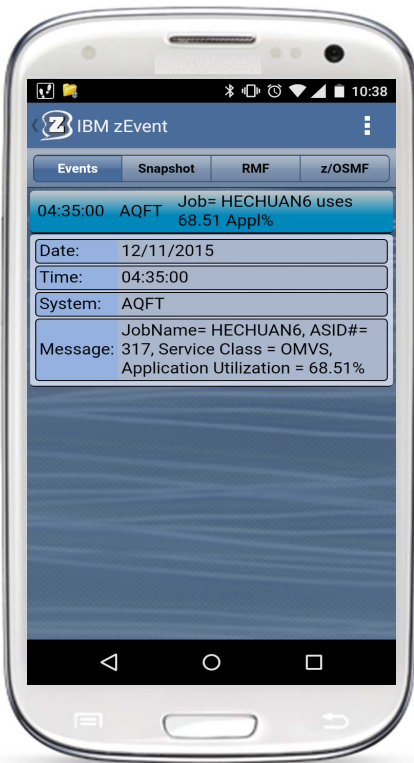 10:38
IBM zEvent
Events Snapshot RMF z/OSMF
04:35:00 AQFT Job= HECHUAN6 uses
68.51 Appl%
Date: 12/11/2015
Time: 04:35:00
System: AQFT
Message: JobName= HECHUAN6, ASID#=
317, Service Class = OMVS,
Application Utilization = 68.51%